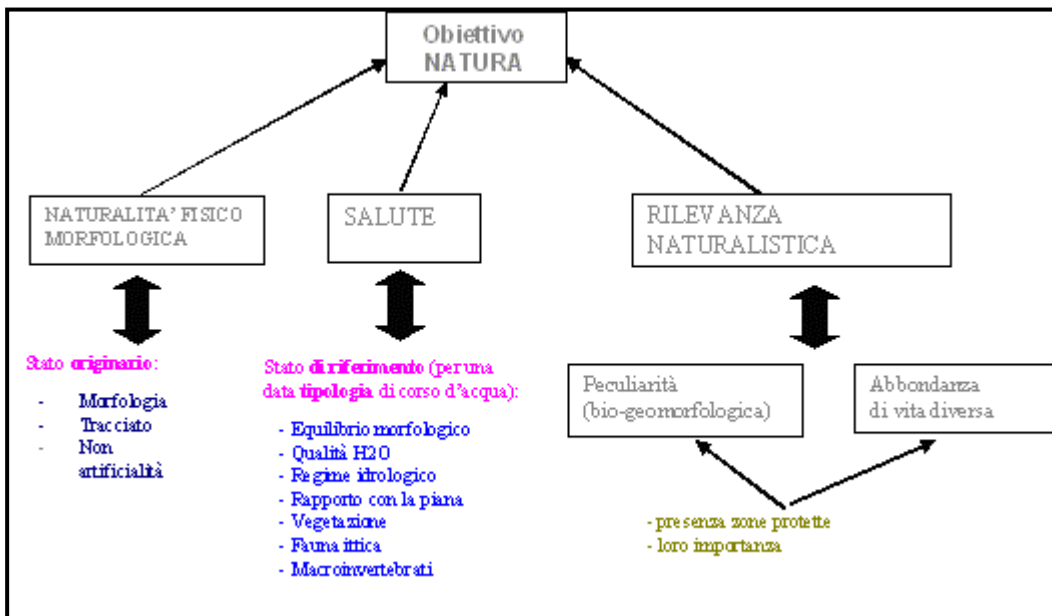 Obiettivo
NATURA
NATURALITA' FISICO
MORFOLOGICA
SALUTE
RILEVANZA
NATURALISTICA
Stato originario:
- Morfologia
- Tracciato
- Non
artificialità
Stato di riferimento (per una
data tipologia di corso d'acqua):
- Equilibrio morfologico
- Qualità H2O
- Regime idrologico
- Rapporto con la piana
- Vegetazione
- Fauna ittica
- Macroinvertebrati
Peculiarità
(bio-geomorfologica)
Abbondanza
di vita diversa
- presenza zone protette
- loro importanza